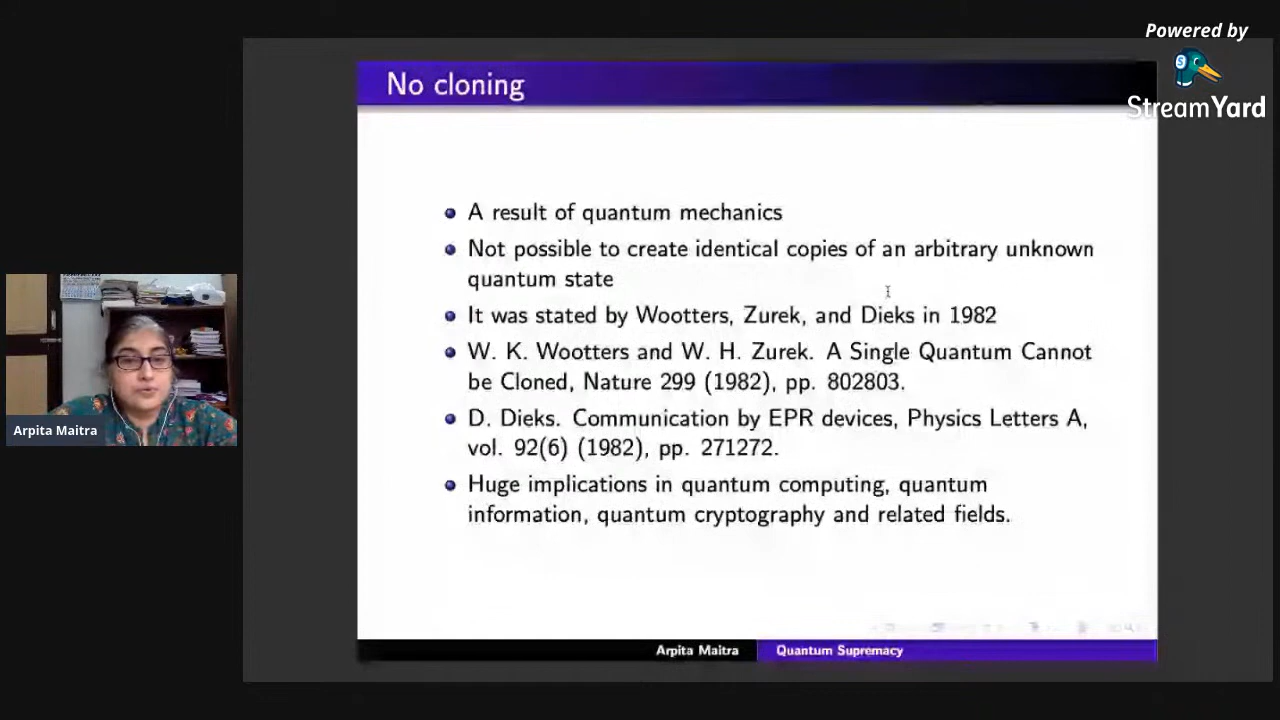 Powered by
StreamYard
No cloning
A result of quantum mechanics
Not possible to create identical copies of an arbitrary unknown
quantum state
It was stated by Wootters, Zurek, and Dieks in 1982
W. K. Wootters and W. H. Zurek. A Single Quantum Cannot
be Cloned, Nature 299 (1982), pp. 802803.
D. Dieks. Communication by EPR devices, Physics Letters A,
vol. 92(6) (1982), pp. 271272.
Huge implications in quantum computing, quantum
information, quantum cryptography and related fields.
Arpita Maitra
Arpita Maitra Quantum Supremacy